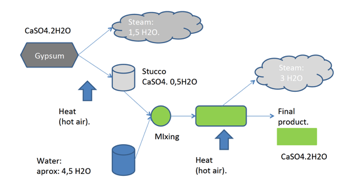 CaSO4.2H2O
Steam:
1,5 H2O.
Gypsum
Steam:
3 H2O
Stucco
CaSO4. 0,5H2O
Heat
(hot air).
MIxing
Final
product.
Water:
aprox: 4,5 H2O
Heat
(hot air).
CaSO4.2H2O